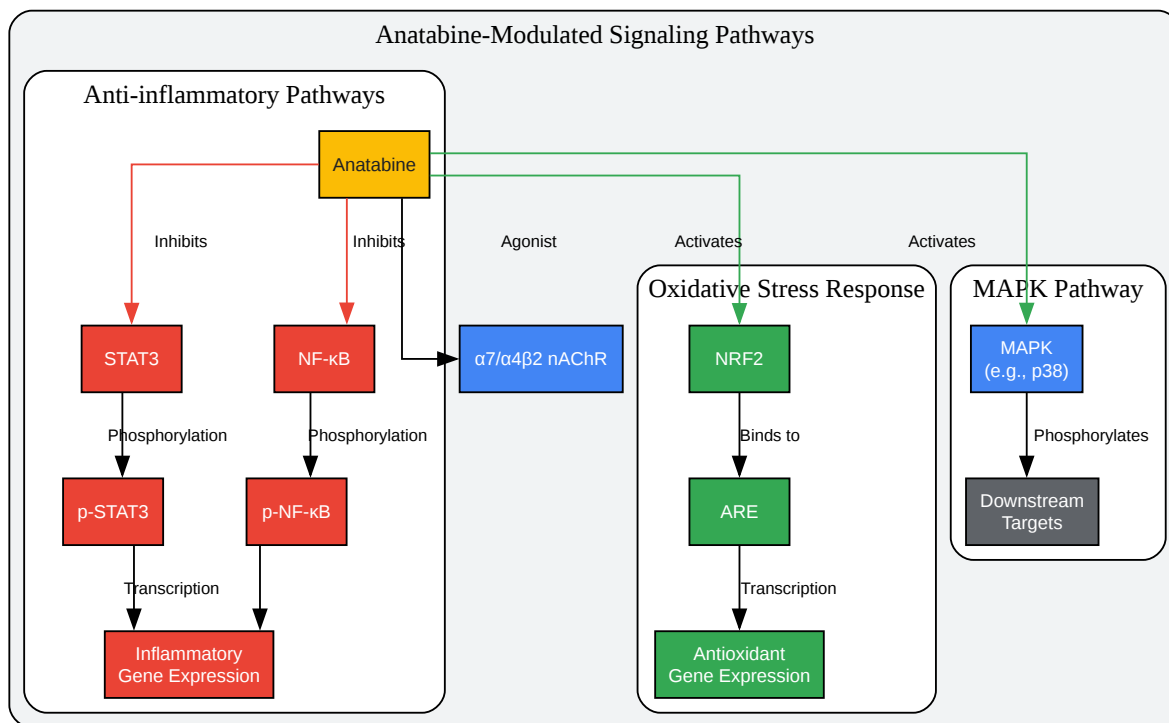 Anatabine-Modulated Signaling Pathways
Anti-inflammatory Pathways
Anatabine
Inhibits
Inhibits
Agonist
Activates
Activates
Oxidative Stress Response
MAPK Pathway
STAT3
NF-κB
α7/α4β2 nAChR
NRF2
MAPK
(e.g., p38)
Phosphorylation
Phosphorylation
Binds to
Phosphorylates
p-STAT3
p-NF-κB
ARE
Downstream
Targets
Transcription
Transcription
Inflammatory
Gene Expression
Antioxidant
Gene Expression